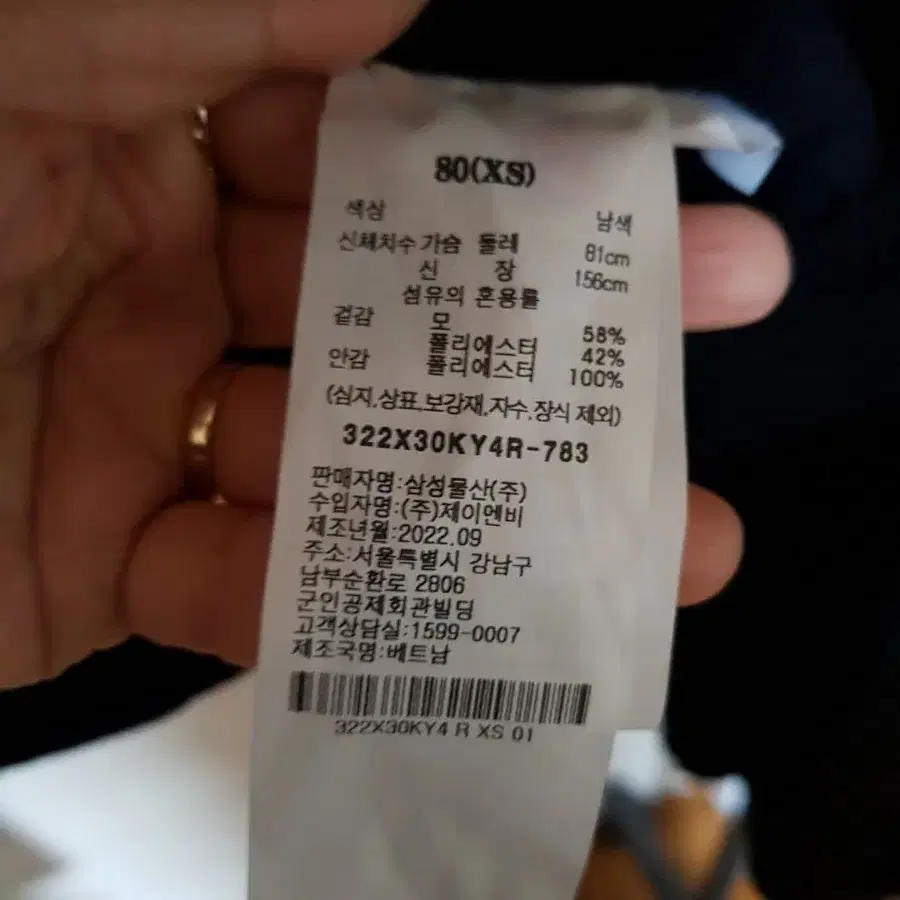 80(XS)
색상 남색
신체치수 가슴 둘레 81cm
신 장 156cm
섬유의 혼용률
겉감 모 58%
폴리에스터 42%
안감 폴리에스터 100%
(심지,상표,보강재,자수,장식 제외)
322X30KY4R-783
판매자명:삼성물산(주)
수입자명:(주)제이엔비
제조년월:2022.09
주소:서울특별시 강남구
남부순환로 2806
군인공제회관빌딩
고객상담실:1599-0007
제조국명:베트남
322X30KY4 R XS 01